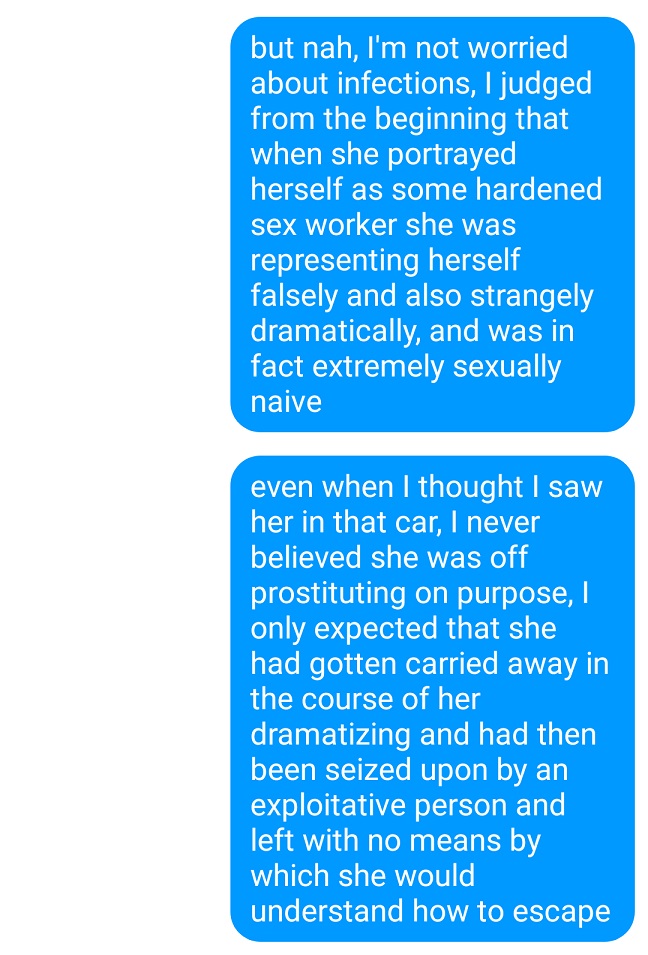 but nah, I'm not worried
about infections, I judged
from the beginning that
when she portrayed
herself as some hardened
sex worker she was
representing herself
falsely and also strangely
dramatically, and was in
fact extremely sexually
naive
even when I thought I saw
her in that car, I never
believed she was off
prostituting on purpose, I
only expected that she
had gotten carried away in
the course of her
dramatizing and had then
been seized upon by an
exploitative person and
left with no means by
which she would
understand how to escape